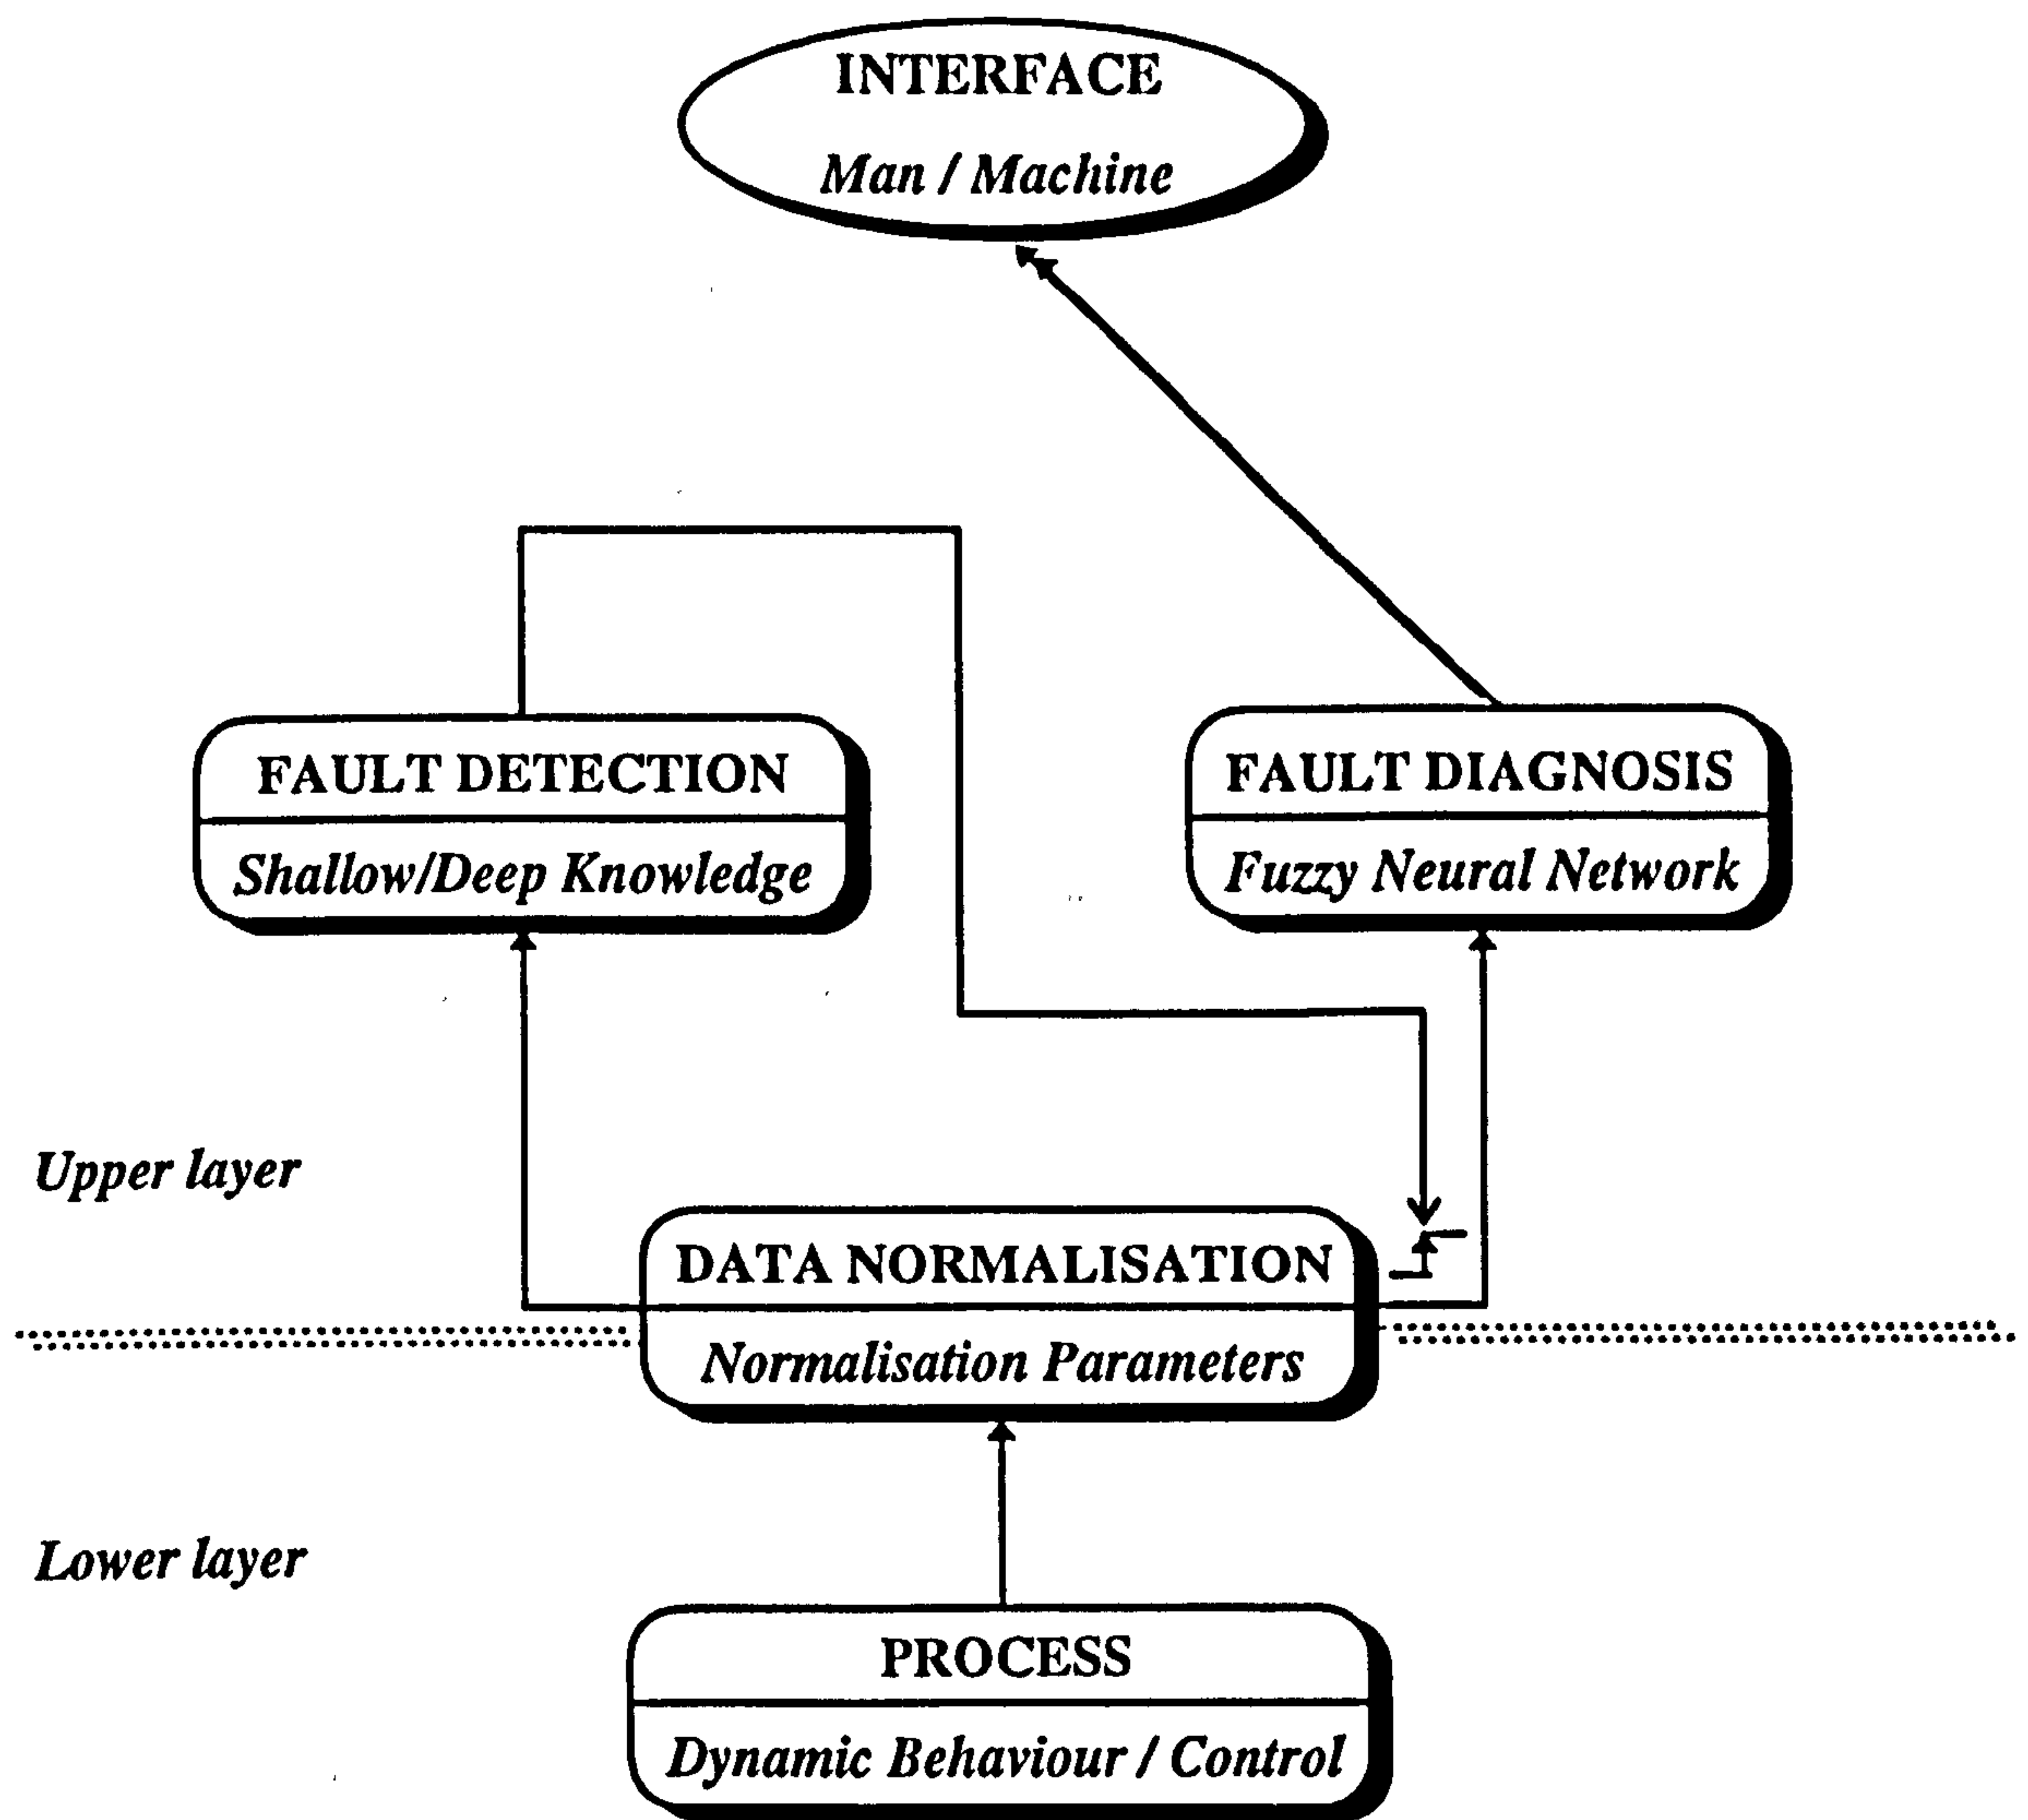 INTERFACE
Man / Machine
FAULT DETECTION
Shallow/Deep Knowledge
FAULT DIAGNOSIS
Fuzzy Neural Network
Upper layer
DATA NORMALISATION
Normalisation Parameters
Lower layer
PROCESS
Dynamic Behaviour / Control